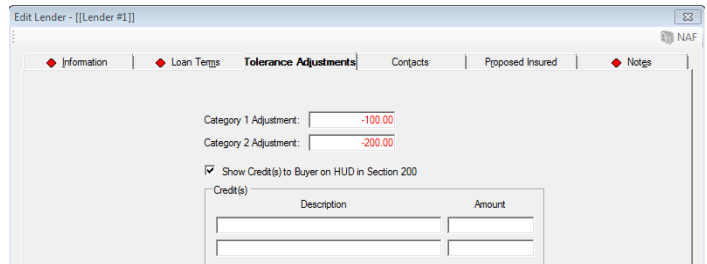 Edit Lender - [[Lender #1]]
NAF
Information Loan Terms Tolerance Adjustments Contacts Proposed Insured Notes
Category 1 Adjustment: -100.00
Category 2 Adjustment: -200.00
Show Credit(s) to Buyer on HUD in Section 200
Credit(s)
Description Amount